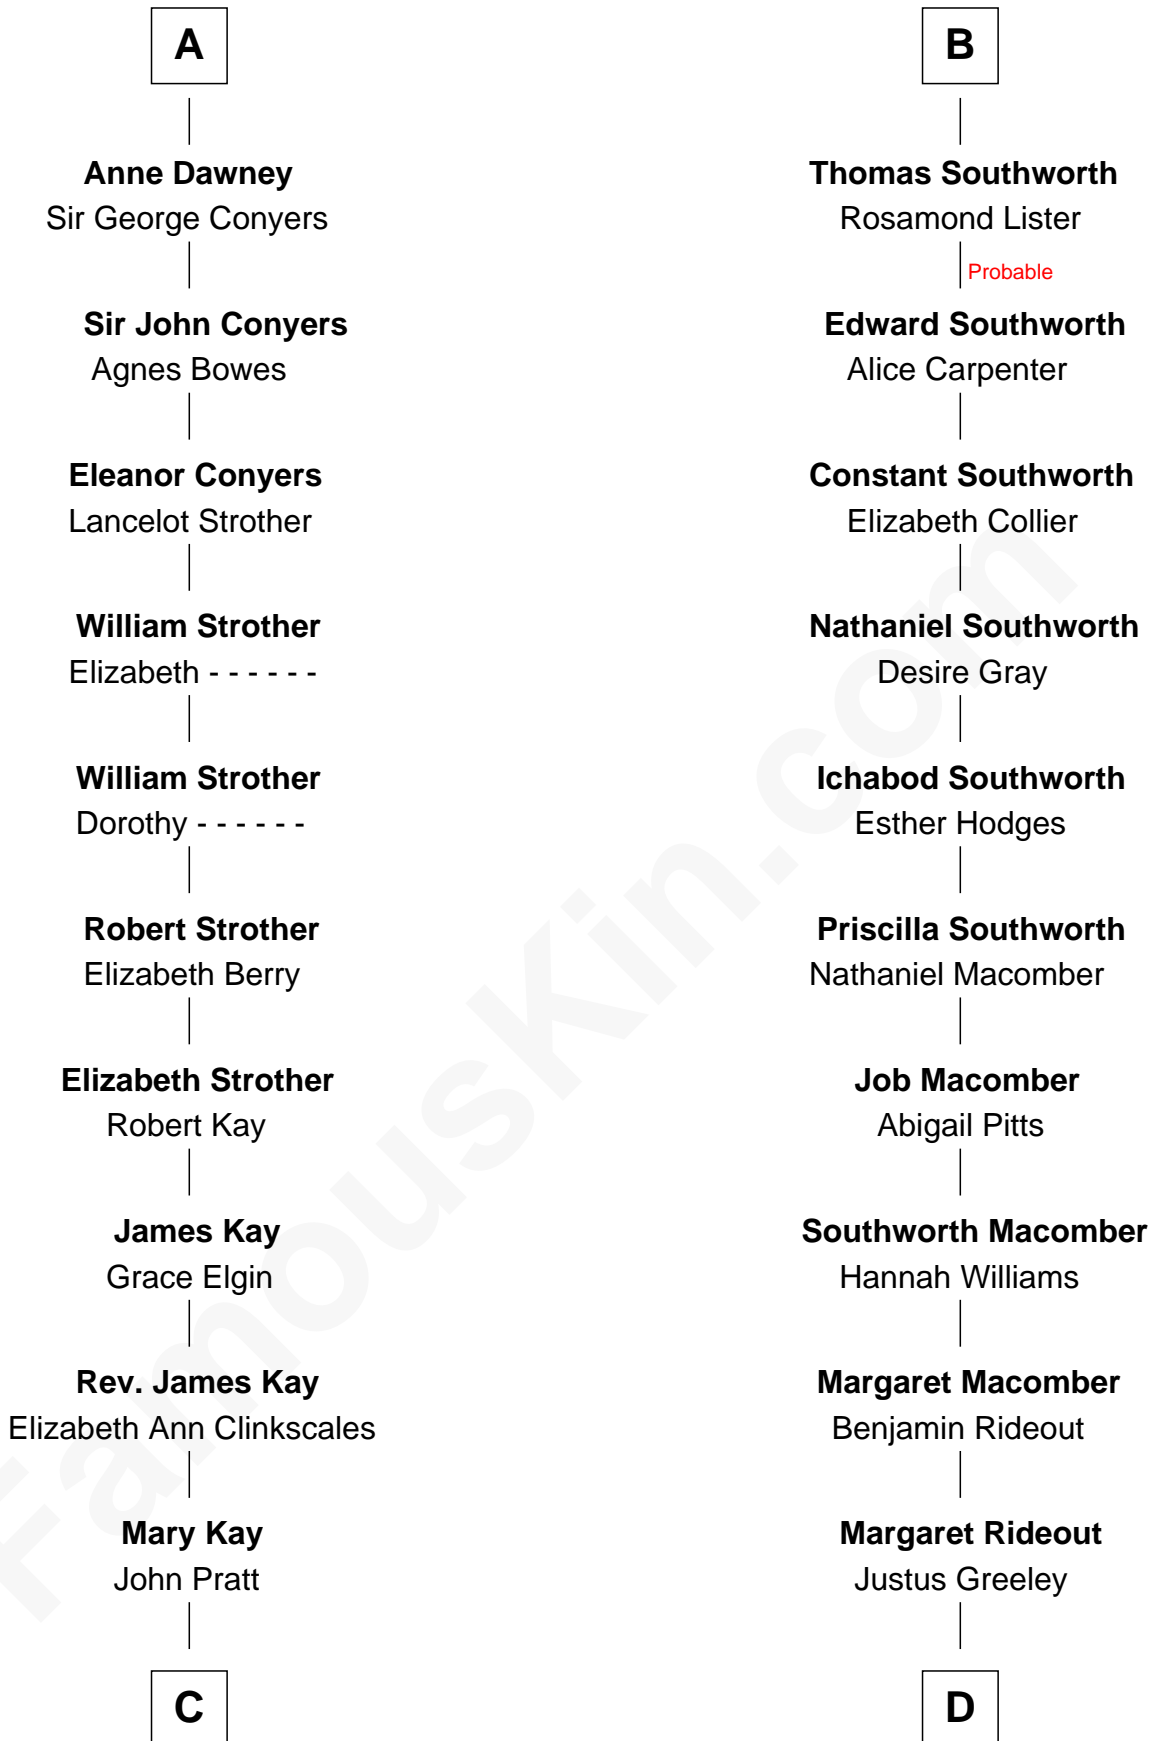 A
Anne Dawney
Sir George Conyers
Sir John Conyers
Agnes Bowes
Eleanor Conyers
Lancelot Strother
William Strother
Elizabeth - - - - - -
William Strother
Dorothy - - - - - -
Robert Strother
Elizabeth Berry
Elizabeth Strother
Robert Kay
James Kay
Grace Elgin
Rev. James Kay
Elizabeth Ann Clinkscales
Mary Kay
John Pratt
C
B
Thomas Southworth
Rosamond Lister
Probable
Edward Southworth
Alice Carpenter
Constant Southworth
Elizabeth Collier
Nathaniel Southworth
Desire Gray
Ichabod Southworth
Esther Hodges
Priscilla Southworth
Nathaniel Macomber
Job Macomber
Abigail Pitts
Southworth Macomber
Hannah Williams
Margaret Macomber
Benjamin Rideout
Margaret Rideout
Justus Greeley
D
FamousKin.com